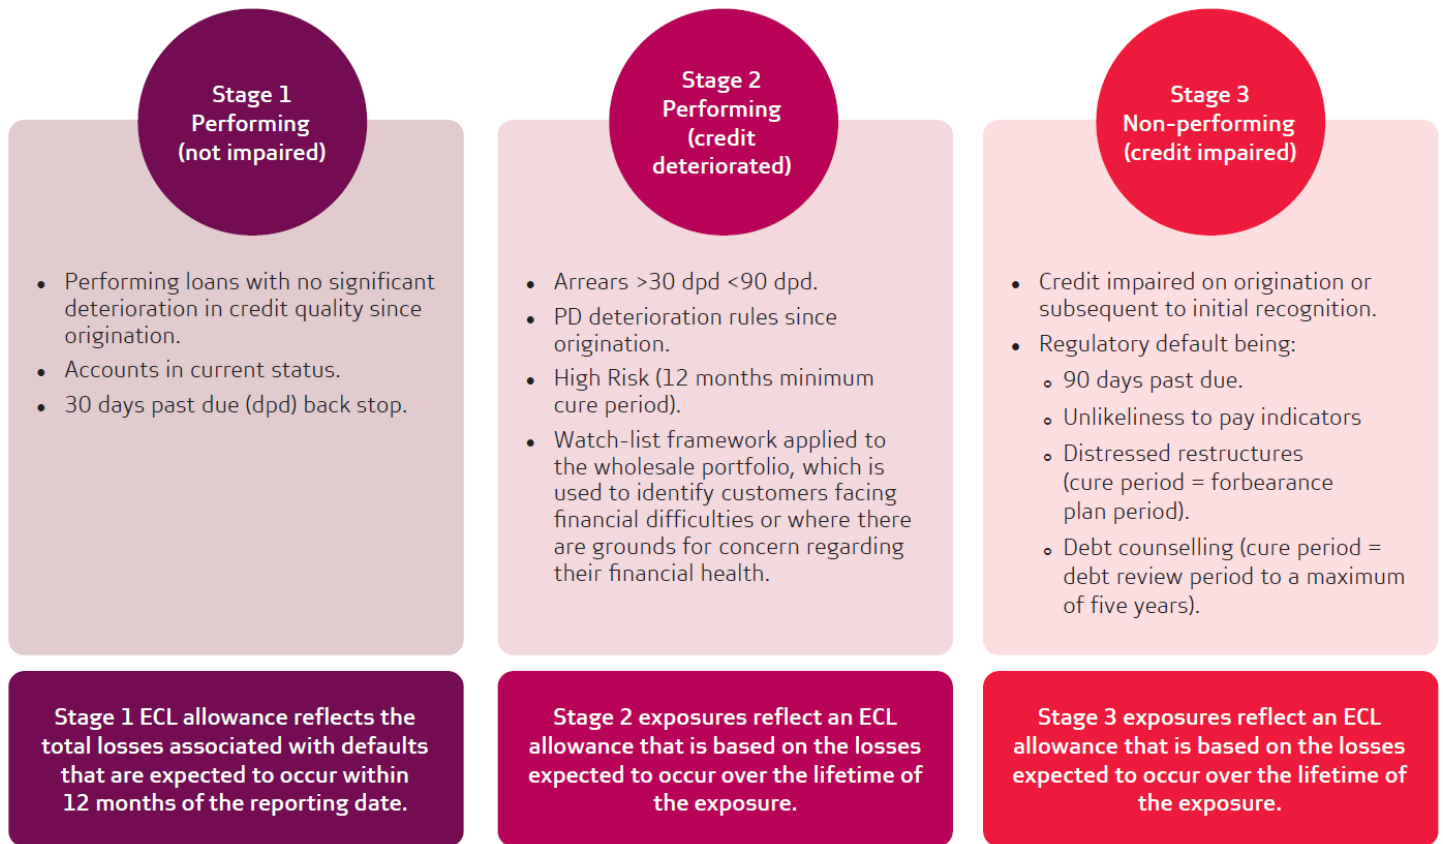 Stage 1
Performing
(not impaired)
• Performing loans with no significant
deterioration in credit quality since
origination.
• Accounts in current status.
• 30 days past due (dpd) back stop.
Stage 1 ECL allowance reflects the
total losses associated with defaults
that are expected to occur within
12 months of the reporting date.
Stage 2
Performing
(credit
deteriorated)
• Arrears >30 dpd <90 dpd.
• PD deterioration rules since
origination.
• High Risk (12 months minimum
cure period).
• Watch-list framework applied to
the wholesale portfolio, which is
used to identify customers facing
financial difficulties or where there
are grounds for concern regarding
their financial health.
Stage 2 exposures reflect an ECL
allowance that is based on the losses
expected to occur over the lifetime of
the exposure.
Stage 3
Non-performing
(credit impaired)
• Credit impaired on origination or
subsequent to initial recognition.
• Regulatory default being:
◦ 90 days past due.
◦ Unlikeliness to pay indicators
◦ Distressed restructures
(cure period = forbearance
plan period).
◦ Debt counselling (cure period =
debt review period to a maximum
of five years).
Stage 3 exposures reflect an ECL
allowance that is based on the losses
expected to occur over the lifetime of
the exposure.